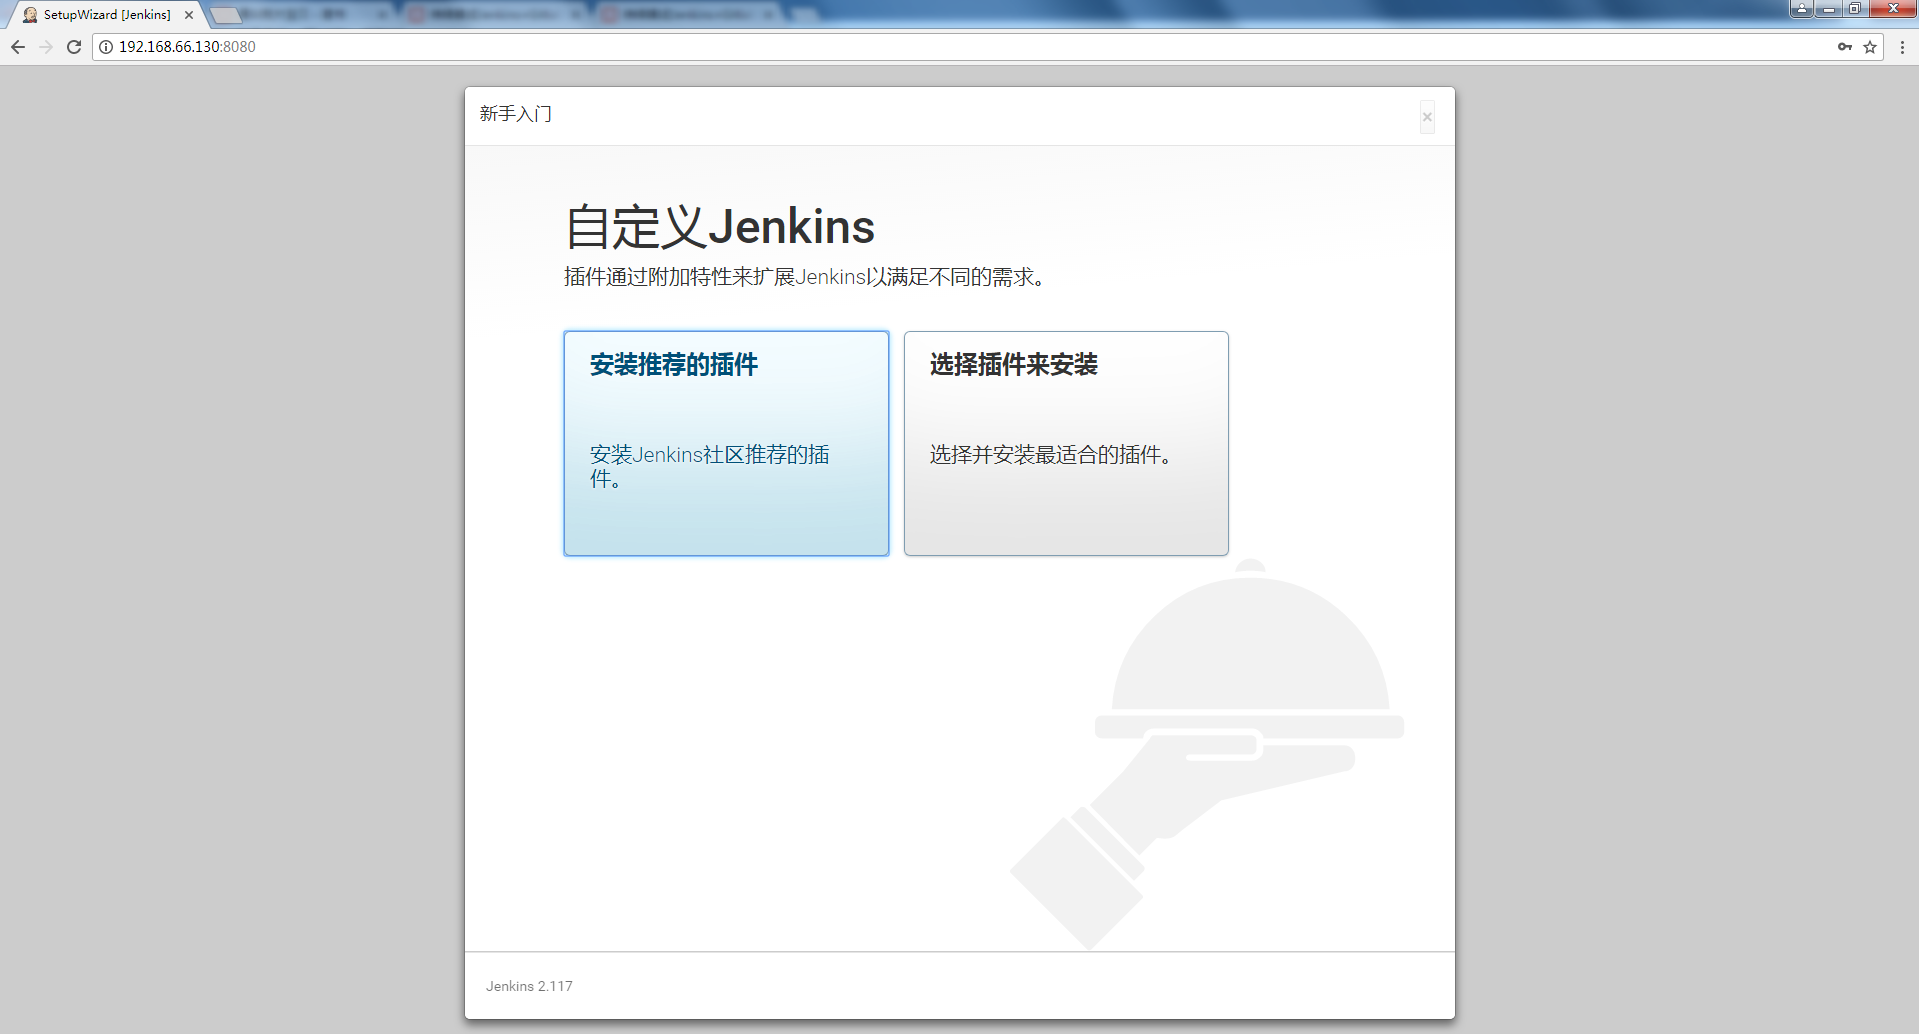 SetupWizard [Jenkins]
192.168.66.130:8080
新手入门
自定义Jenkins
插件通过附加特性来扩展Jenkins以满足不同的需求。
安装推荐的插件
安装Jenkins社区推荐的插
件。
选择插件来安装
选择并安装最适合的插件。
Jenkins 2.117